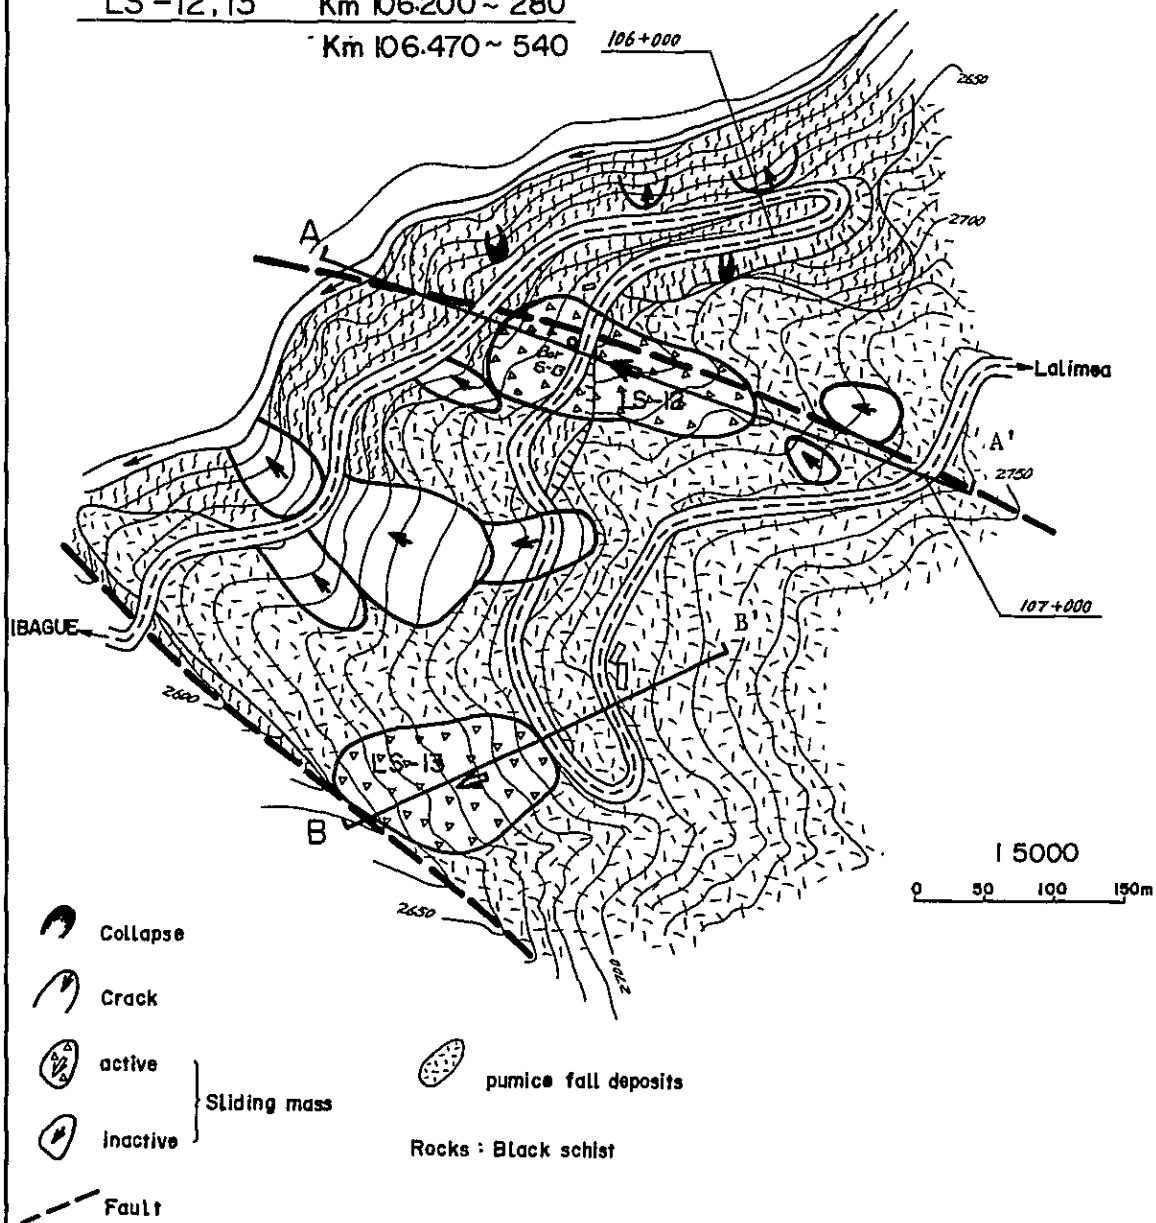 LS-12,13 Km 106.200~280
Km 106.470~540
106+000
2650
2700
A
Bor
LS-12
Lalimea
A'
2750
107+000
IBAGUE
B'
2600
LS-13
B
1 5000
0 50 100 150m
2650
2700
Collapse
Crack
active
inactive
Sliding mass
pumice fall deposits
Rocks : Black schist
Fault